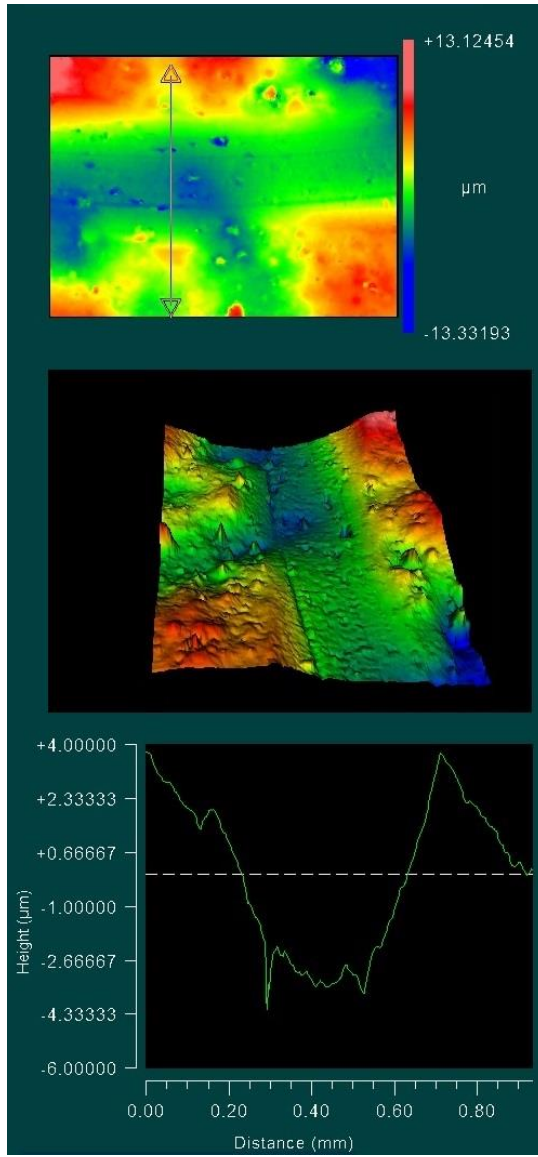 +13.12454
µm
-13.33193
+4.00000
+2.33333
+0.66667
-1.00000
-2.66667
-4.33333
-6.00000
Height (µm)
0.00 0.20 0.40 0.60 0.80
Distance (mm)